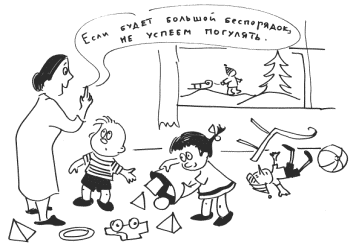 Если будет большой беспорядок,
не успеем погулять.